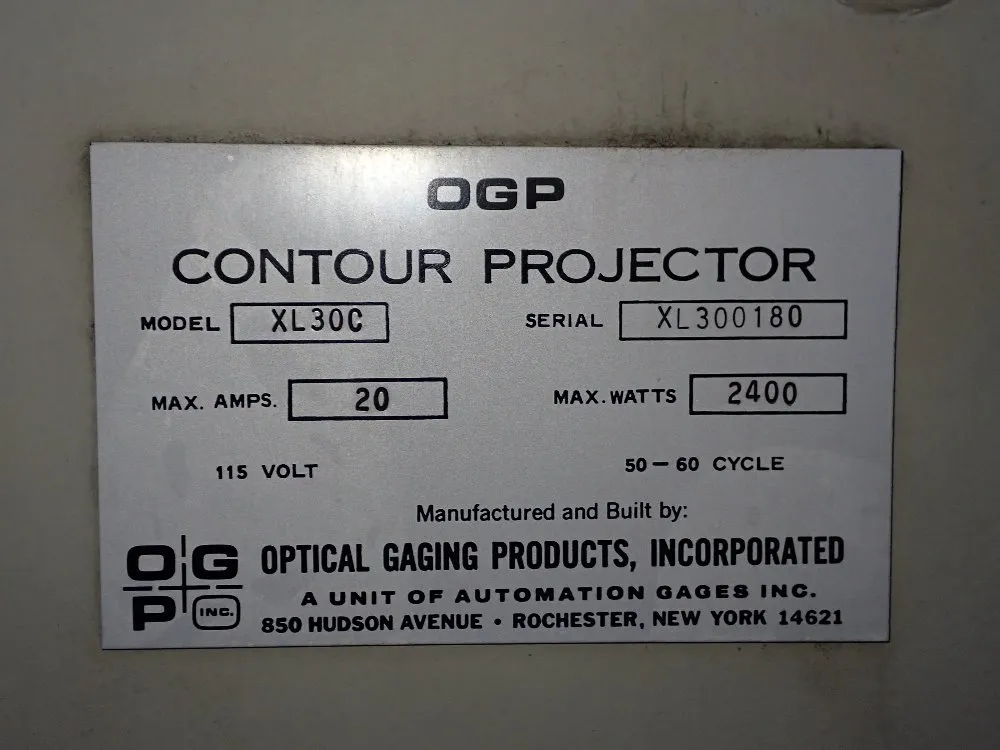 OGP
CONTOUR PROJECTOR
MODEL XL30C SERIAL XL300180
MAX. AMPS. 20 MAX. WATTS 2400
115 VOLT 50 – 60 CYCLE
Manufactured and Built by:
OGP INC.
OPTICAL GAGING PRODUCTS, INCORPORATED
A UNIT OF AUTOMATION GAGES INC.
850 HUDSON AVENUE • ROCHESTER, NEW YORK 14621